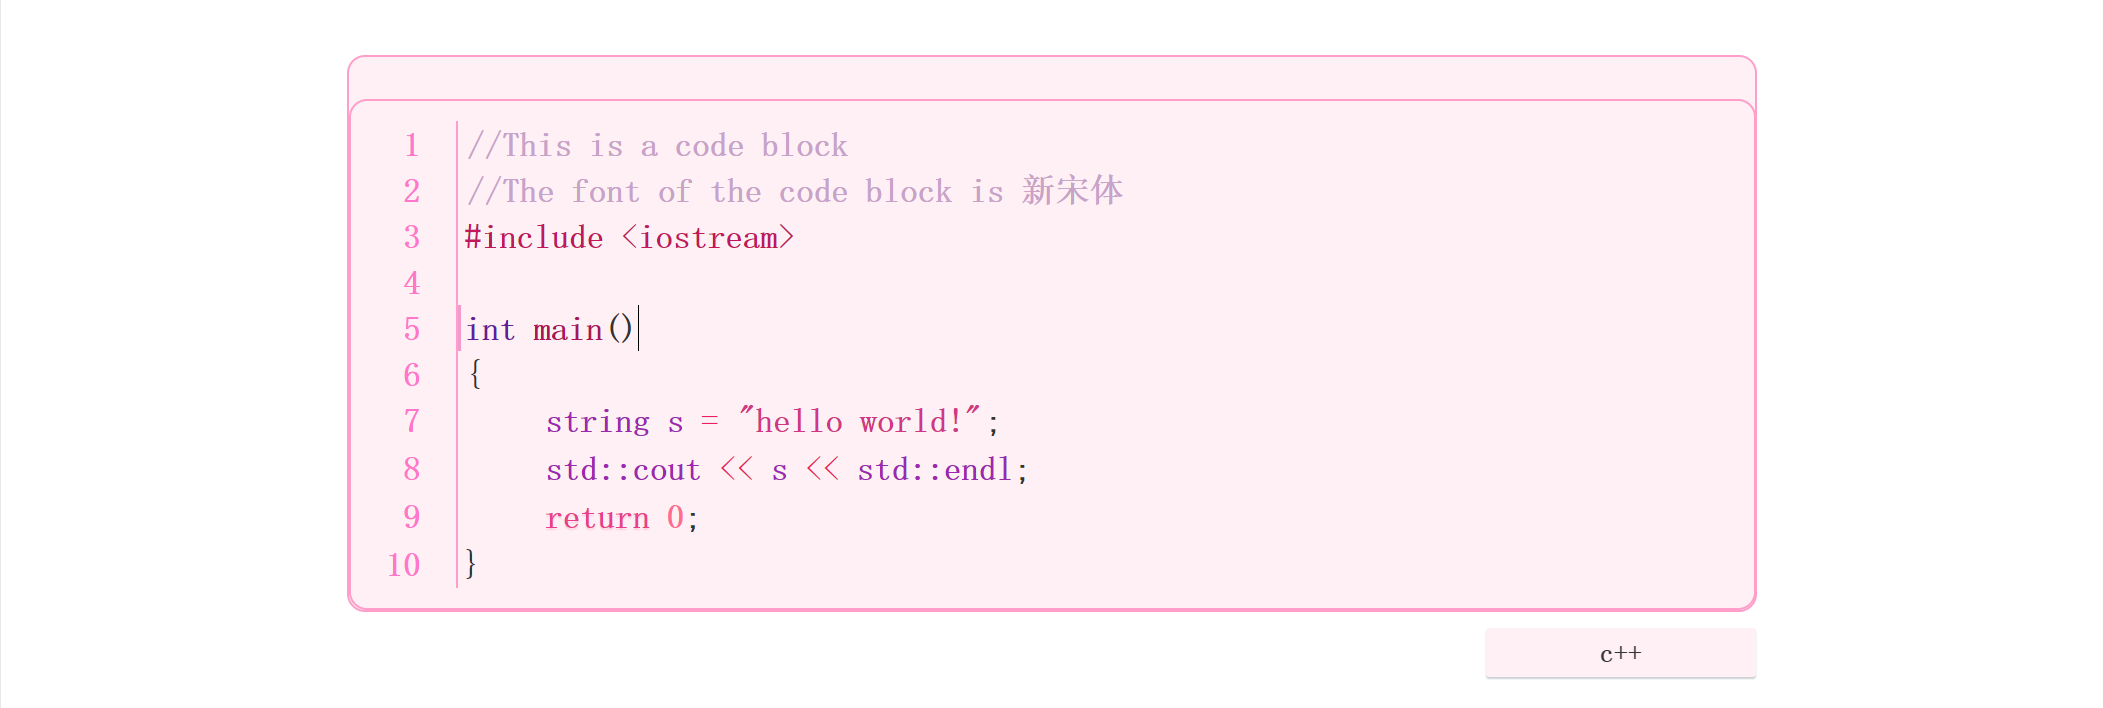 1 //This is a code block
2 //The font of the code block is 新宋体
3 #include <iostream>
4
5 int main()
6 {
7     string s = "hello world!";
8     std::cout << s << std::endl;
9     return 0;
10 }
c++